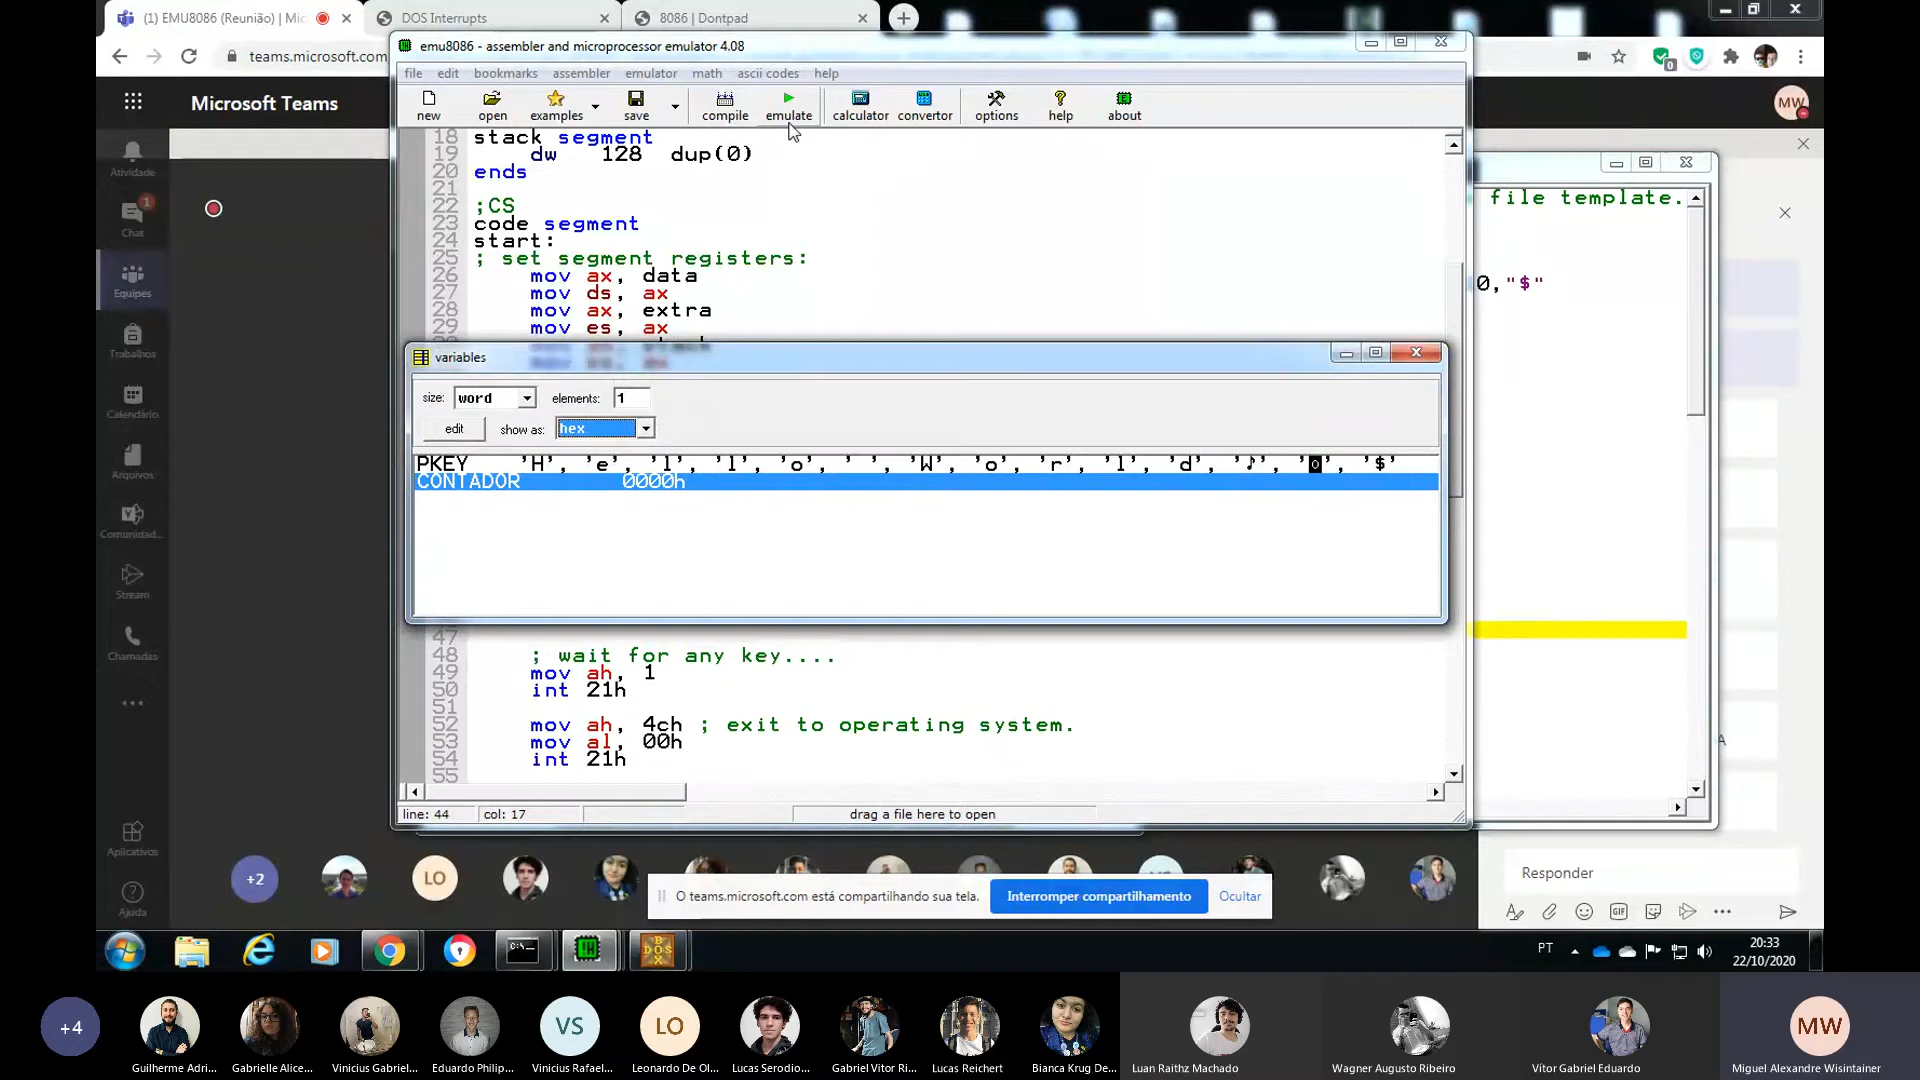 (1) EMU8086 (Reunião) | Mic
DOS Interrupts
8086 | Dontpad
teams.microsoft.com
emu8086 - assembler and microprocessor emulator 4.08
file edit bookmarks assembler emulator math ascii codes help
new open examples save compile emulate calculator convertor options help about
Microsoft Teams
MW
Atividade
1
Chat
Equipes
Trabalhos
Calendário
Arquivos
Comunidad...
Stream
Chamadas
Aplicativos
Ajuda
18 stack segment
19 dw 128 dup(0)
20 ends
21
22 ;CS
23 code segment
24 start:
25 ; set segment registers:
26 mov ax, data
27 mov ds, ax
28 mov ax, extra
29 mov es, ax
file template.
0,"$"
variables
size: word elements: 1
edit show as: hex
PKEY 'H', 'e', 'l', 'l', 'o', ' ', 'W', 'o', 'r', 'l', 'd', '♪', '◙', '$'
CONTADOR 0000h
47
48 ; wait for any key....
49 mov ah, 1
50 int 21h
51
52 mov ah, 4ch ; exit to operating system.
53 mov al, 00h
54 int 21h
55
line: 44 col: 17 drag a file here to open
A
+2
LO
O teams.microsoft.com está compartilhando sua tela. Interromper compartilhamento Ocultar
Responder
GIF
PT
20:33
22/10/2020
+4
VS
LO
MW
Guilherme Adri... Gabrielle Alice... Vinicius Gabriel... Eduardo Philip... Vinicius Rafael... Leonardo De Ol... Lucas Serodio... Gabriel Vitor Ri... Lucas Reichert Bianca Krug De... Luan Raithz Machado Wagner Augusto Ribeiro Vítor Gabriel Eduardo Miguel Alexandre Wisintainer